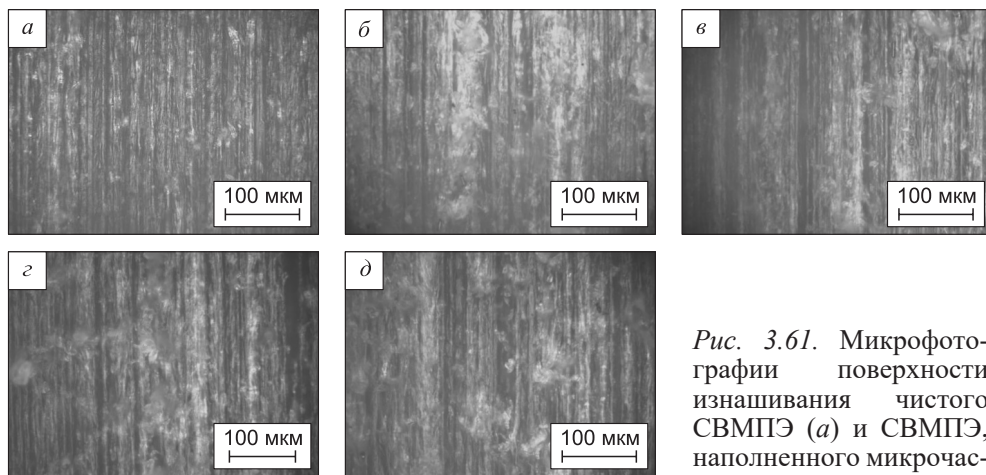 а
б
в
100 мкм
100 мкм
100 мкм
г
д
100 мкм
100 мкм
Рис. 3.61. Микрофото-
графии поверхности
изнашивания чистого
СВМПЭ (а) и СВМПЭ,
наполненного микрочас-